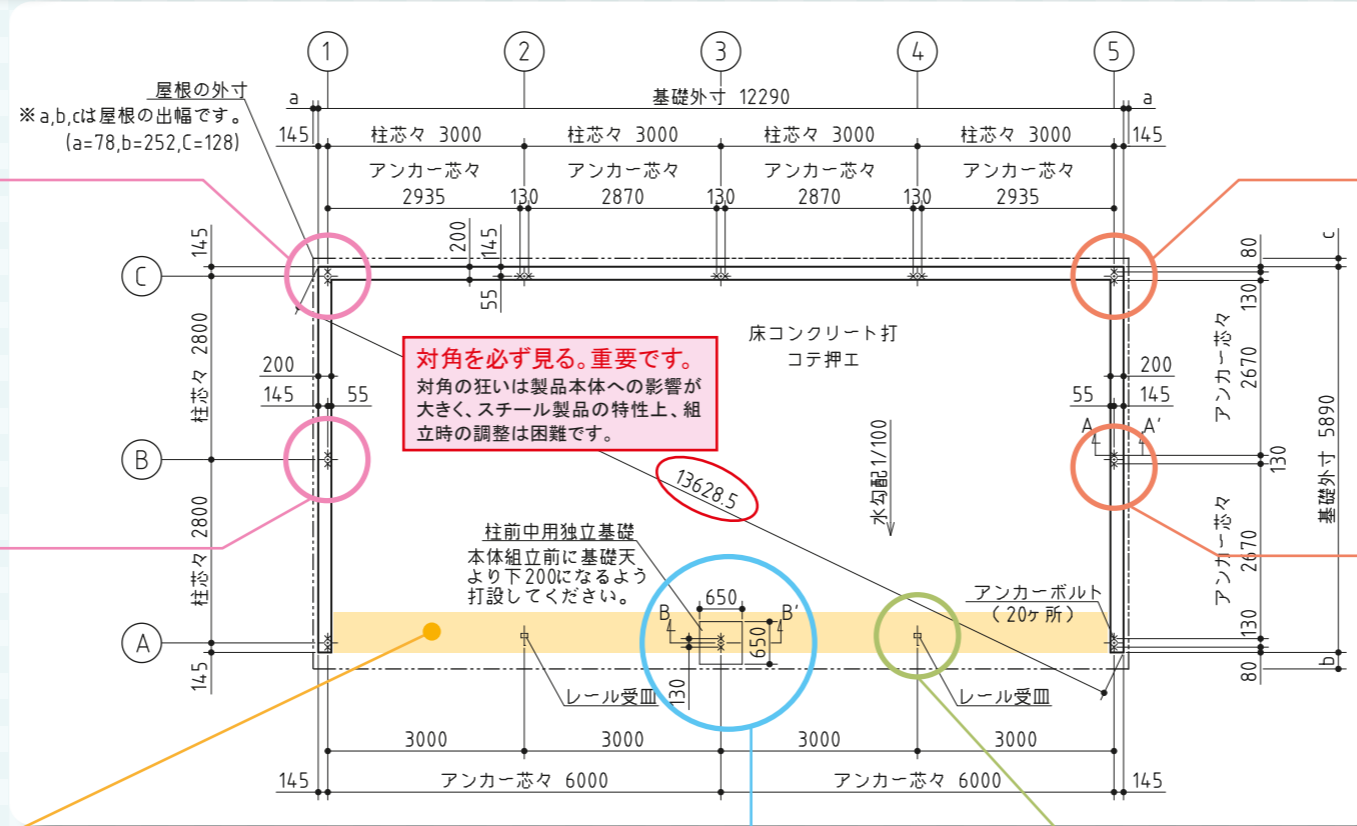 1 2 3 4 5
屋根の外寸
※a,b,cは屋根の出幅です。
(a=78,b=252,C=128)
a 基礎外寸 12290 a
145 柱芯々 3000 柱芯々 3000 柱芯々 3000 柱芯々 3000 145
アンカー芯々 アンカー芯々 アンカー芯々 アンカー芯々
2935 130 2870 130 2870 130 2935
145 200 145 80 c
C
55 130
床コンクリート打
コテ押エ
柱芯々 2800
アンカー芯々 2670
対角を必ず見る。重要です。
対角の狂いは製品本体への影響が
大きく、スチール製品の特性上、組
立時の調整は困難です。
200 200
145 55 55 145
A A'
B
130
基礎外寸 5890
13628.5
水勾配 1/100
柱芯々 2800
アンカー芯々 2670
柱前中用独立基礎
本体組立前に基礎天
より下200になるよう
打設してください。
650
B B'
650
アンカーボルト
(20ヶ所)
130
A
145
レール受皿
130
レール受皿
80 b
3000 3000 3000 3000
145 アンカー芯々 6000 アンカー芯々 6000 145